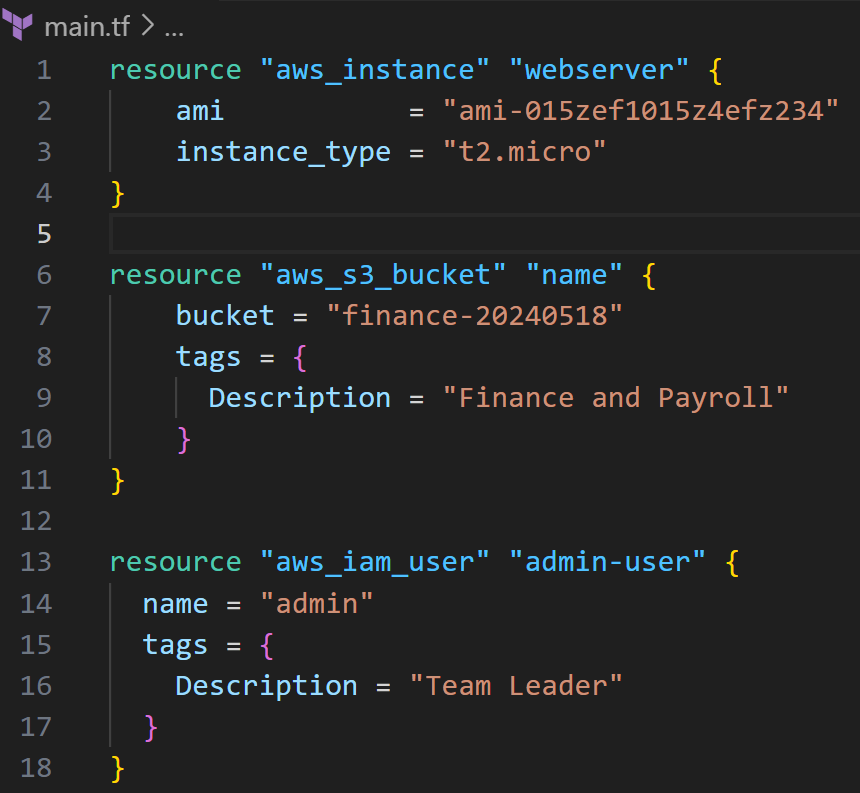 main.tf > ...
1 resource "aws_instance" "webserver" {
2     ami           = "ami-015zef1015z4efz234"
3     instance_type = "t2.micro"
4 }
5
6 resource "aws_s3_bucket" "name" {
7     bucket = "finance-20240518"
8     tags = {
9       Description = "Finance and Payroll"
10     }
11 }
12
13 resource "aws_iam_user" "admin-user" {
14   name = "admin"
15   tags = {
16     Description = "Team Leader"
17   }
18 }